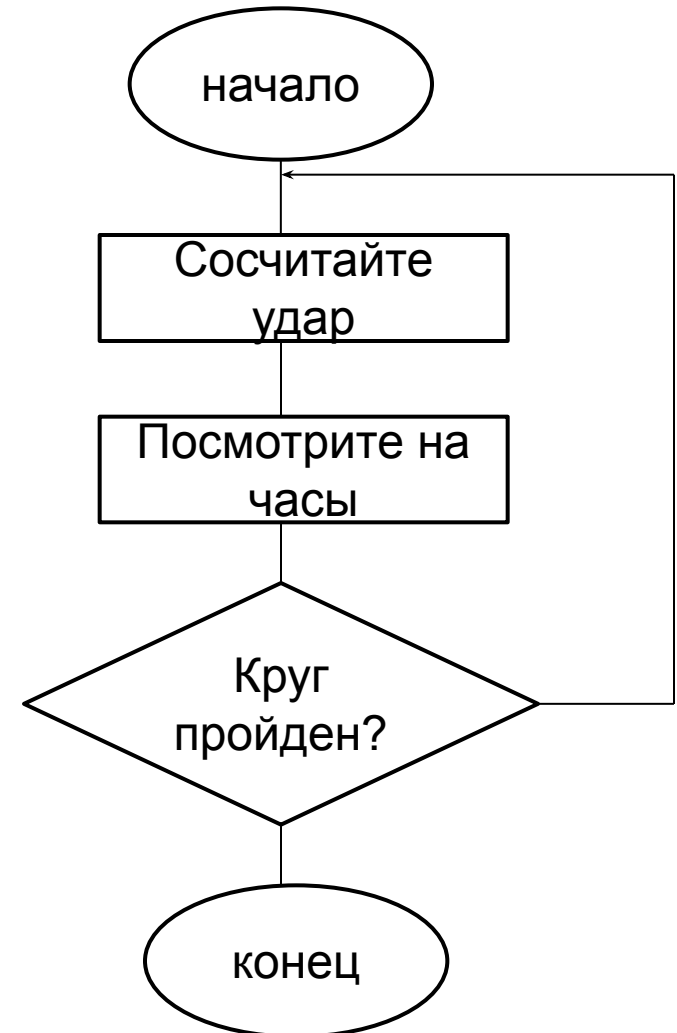 начало
Сосчитайте
удар
Посмотрите на
часы
Круг
пройден?
конец